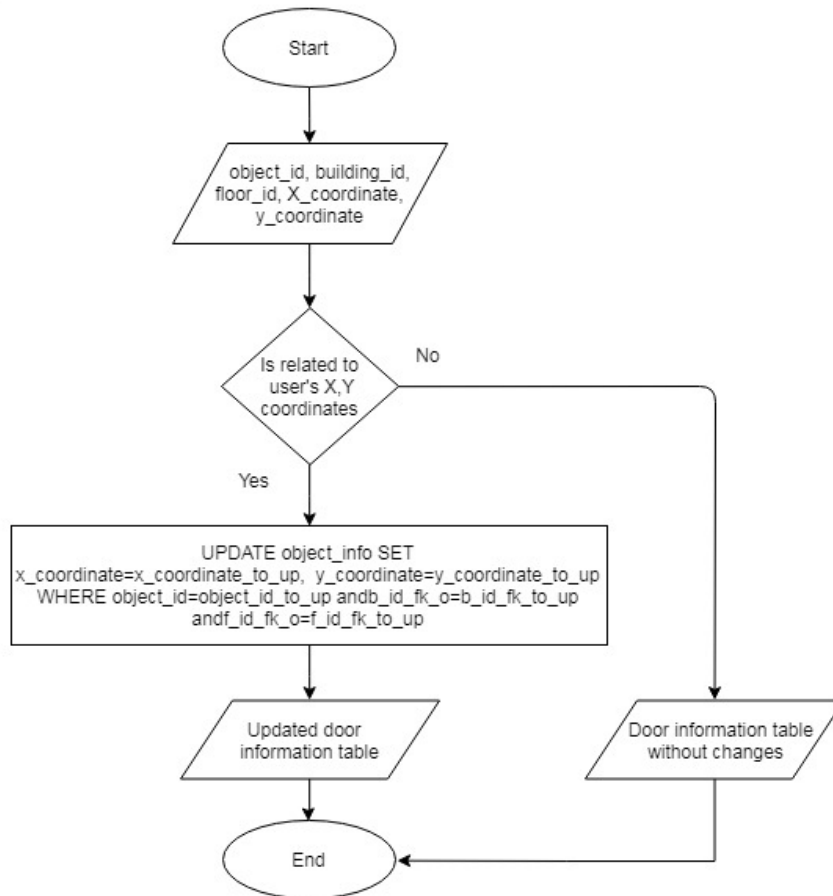 Start
object_id, building_id,
floor_id, X_coordinate,
y_coordinate
Is related to
user's X,Y
coordinates
No
Yes
UPDATE object_info SET
x_coordinate=x_coordinate_to_up, y_coordinate=y_coordinate_to_up
WHERE object_id=object_id_to_up andb_id_fk_o=b_id_fk_to_up
andf_id_fk_o=f_id_fk_to_up
Updated door
information table
Door information table
without changes
End